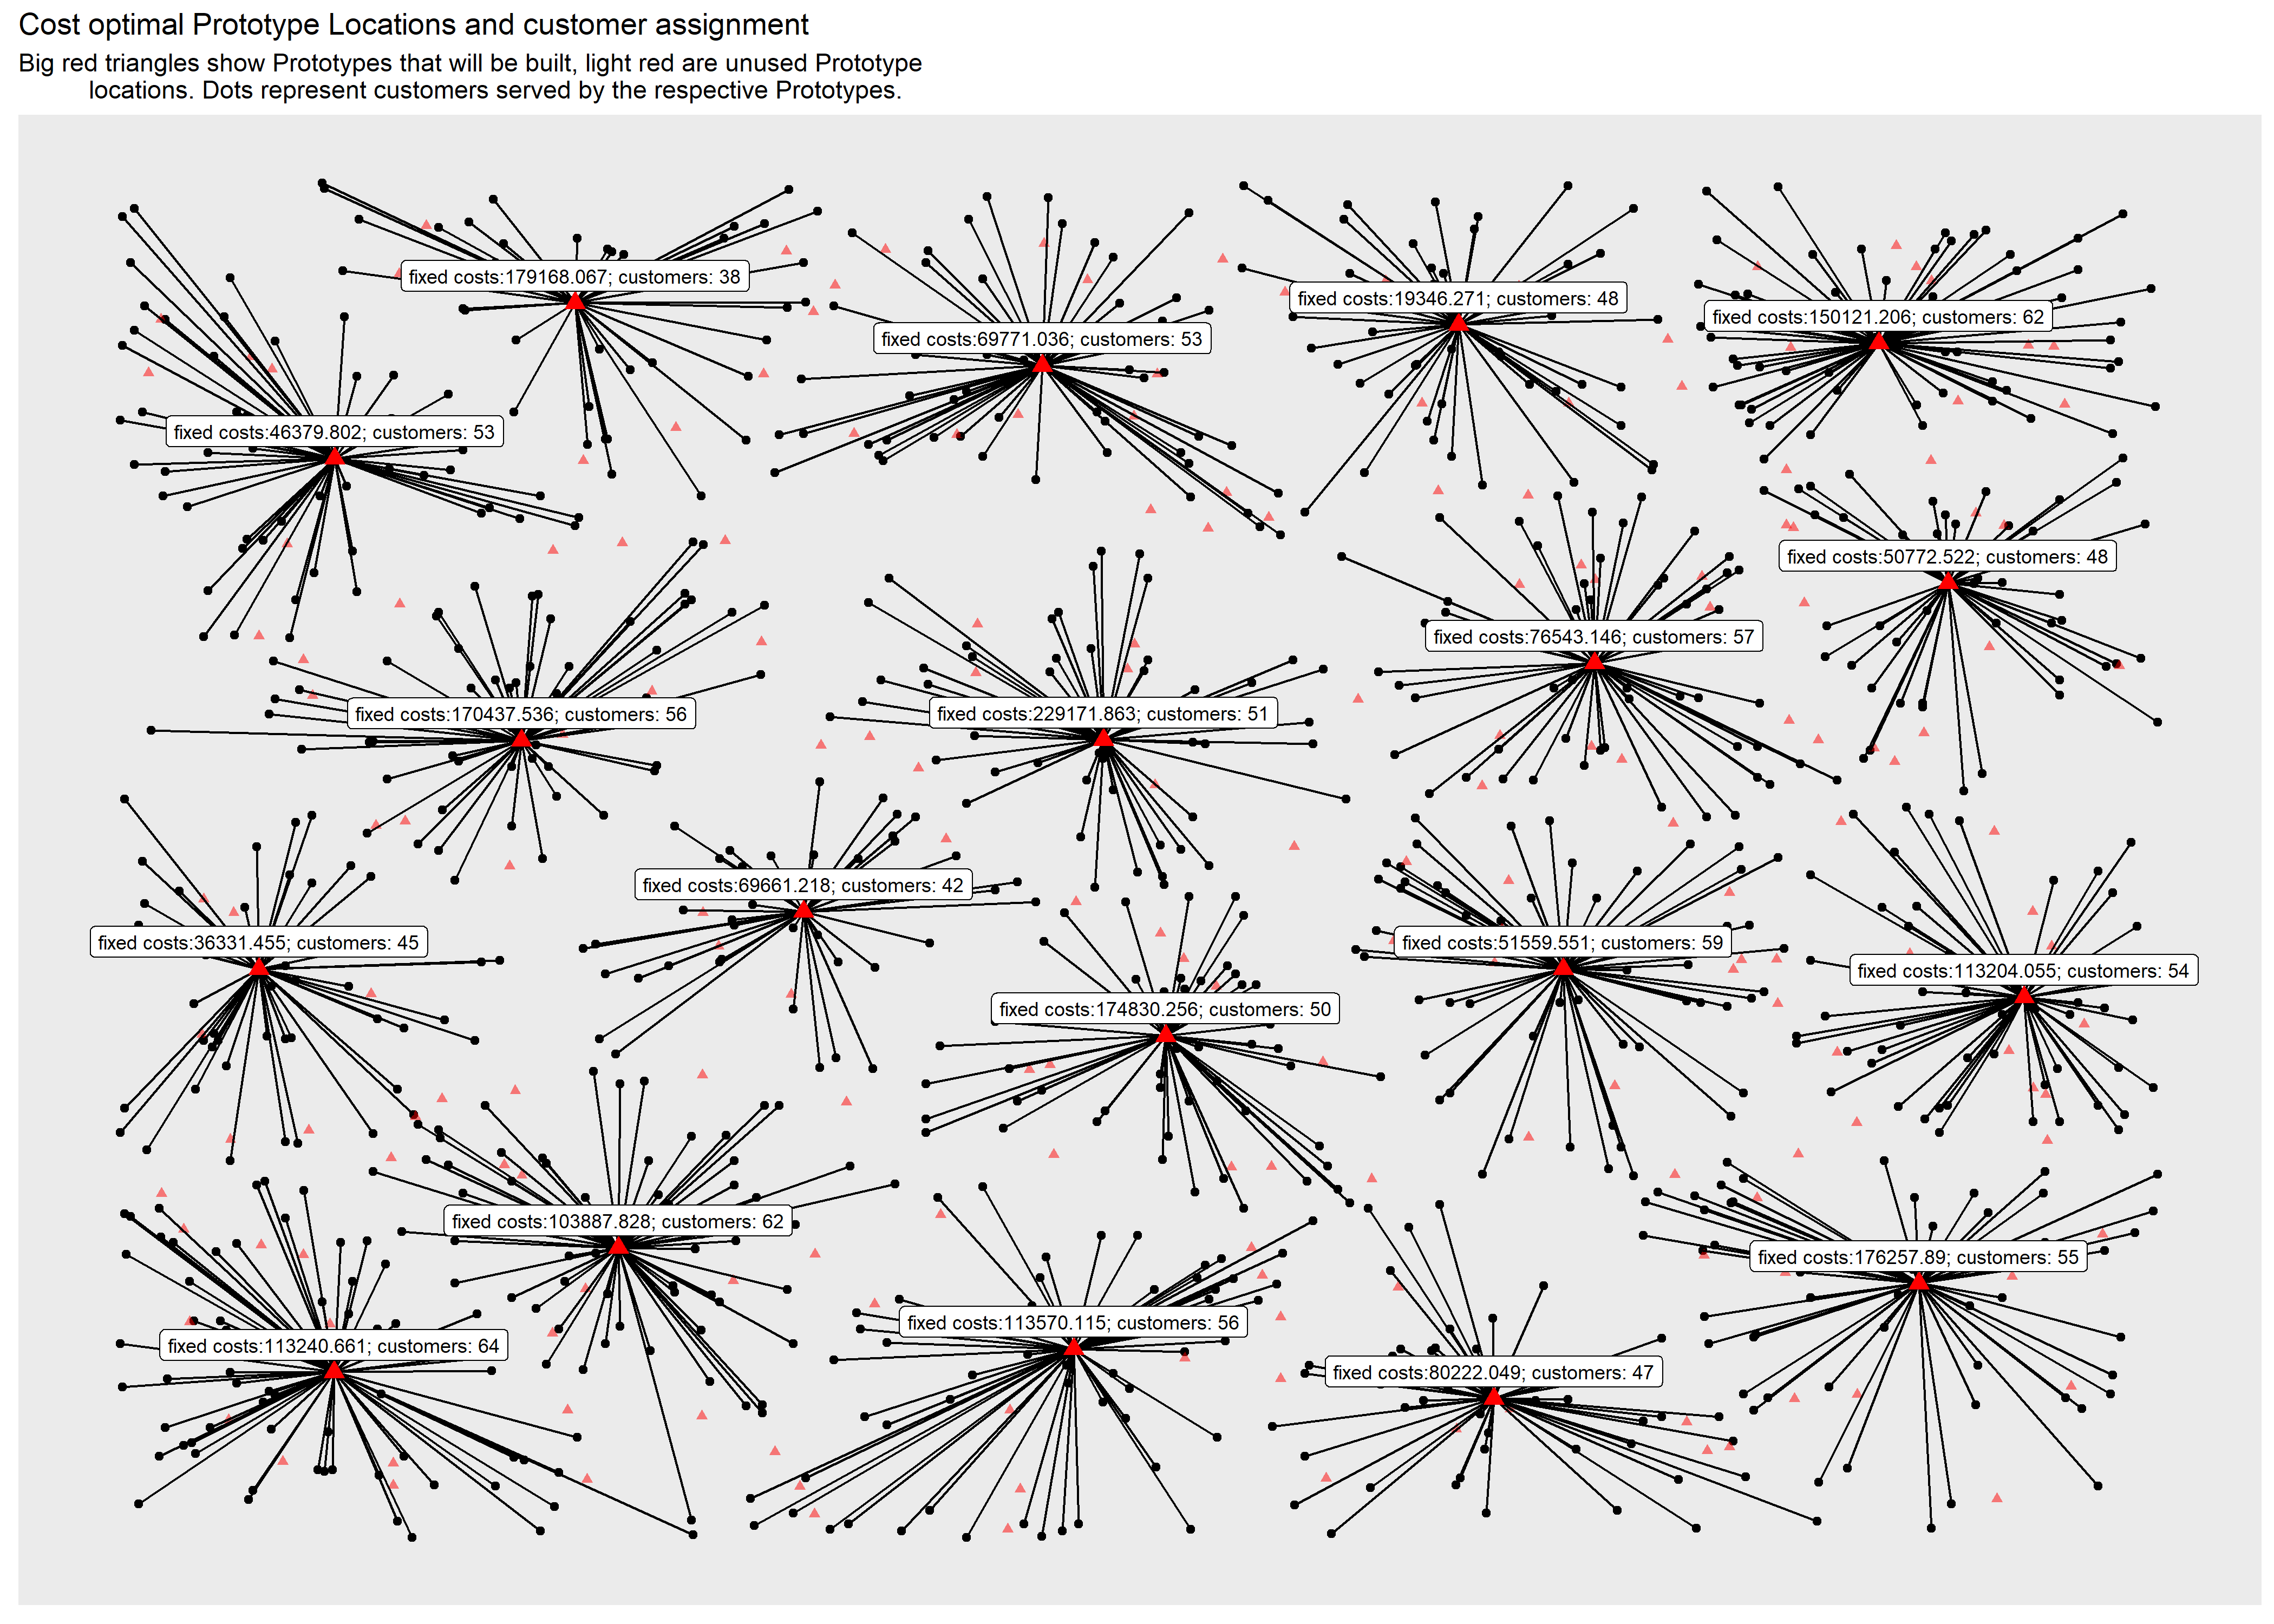 Cost optimal Prototype Locations and customer assignment
Big red triangles show Prototypes that will be built, light red are unused Prototype
locations. Dots represent customers served by the respective Prototypes.
fixed costs:179168.067; customers: 38
fixed costs:19346.271; customers: 48
fixed costs:150121.206; customers: 62
fixed costs:69771.036; customers: 53
fixed costs:46379.802; customers: 53
fixed costs:50772.522; customers: 48
fixed costs:76543.146; customers: 57
fixed costs:170437.536; customers: 56
fixed costs:229171.863; customers: 51
fixed costs:69661.218; customers: 42
fixed costs:36331.455; customers: 45
fixed costs:51559.551; customers: 59
fixed costs:113204.055; customers: 54
fixed costs:174830.256; customers: 50
fixed costs:103887.828; customers: 62
fixed costs:176257.89; customers: 55
fixed costs:113570.115; customers: 56
fixed costs:113240.661; customers: 64
fixed costs:80222.049; customers: 47